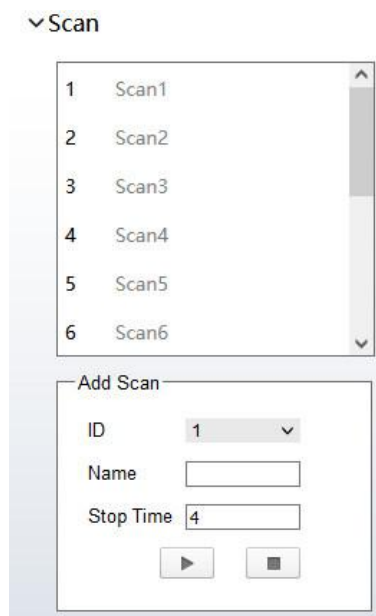 Scan
1 Scan1
2 Scan2
3 Scan3
4 Scan4
5 Scan5
6 Scan6
Add Scan
ID 1
Name
Stop Time 4